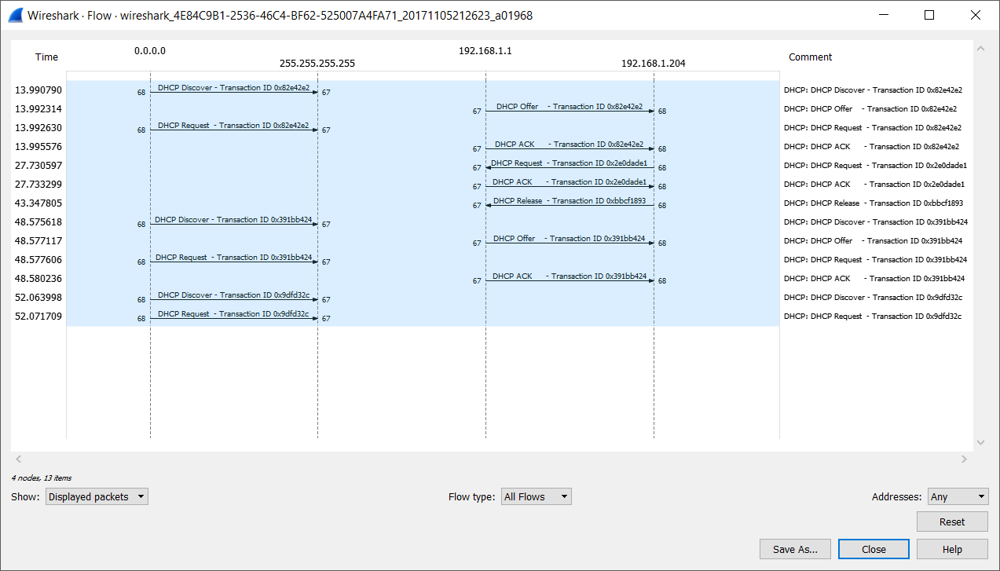 Wireshark · Flow · wireshark_4E84C9B1-2536-46C4-BF62-525007A4FA71_20171105212623_a01968
Time 0.0.0.0 255.255.255.255 192.168.1.1 192.168.1.204 Comment
13.990790 68 DHCP Discover - Transaction ID 0x82e42e2 67 DHCP: DHCP Discover - Transaction ID 0x82e42e2
13.992314 67 DHCP Offer - Transaction ID 0x82e42e2 68 DHCP: DHCP Offer - Transaction ID 0x82e42e2
13.992630 68 DHCP Request - Transaction ID 0x82e42e2 67 DHCP: DHCP Request - Transaction ID 0x82e42e2
13.995576 67 DHCP ACK - Transaction ID 0x82e42e2 68 DHCP: DHCP ACK - Transaction ID 0x82e42e2
27.730597 67 DHCP Request - Transaction ID 0x2e0dade1 68 DHCP: DHCP Request - Transaction ID 0x2e0dade1
27.733299 67 DHCP ACK - Transaction ID 0x2e0dade1 68 DHCP: DHCP ACK - Transaction ID 0x2e0dade1
43.347805 67 DHCP Release - Transaction ID 0xbbcf1893 68 DHCP: DHCP Release - Transaction ID 0xbbcf1893
48.575618 68 DHCP Discover - Transaction ID 0x391bb424 67 DHCP: DHCP Discover - Transaction ID 0x391bb424
48.577117 67 DHCP Offer - Transaction ID 0x391bb424 68 DHCP: DHCP Offer - Transaction ID 0x391bb424
48.577606 68 DHCP Request - Transaction ID 0x391bb424 67 DHCP: DHCP Request - Transaction ID 0x391bb424
48.580236 67 DHCP ACK - Transaction ID 0x391bb424 68 DHCP: DHCP ACK - Transaction ID 0x391bb424
52.063998 68 DHCP Discover - Transaction ID 0x9dfd32c 67 DHCP: DHCP Discover - Transaction ID 0x9dfd32c
52.071709 68 DHCP Request - Transaction ID 0x9dfd32c 67 DHCP: DHCP Request - Transaction ID 0x9dfd32c
4 nodes, 13 items
Show: Displayed packets Flow type: All Flows Addresses: Any
Reset
Save As... Close Help